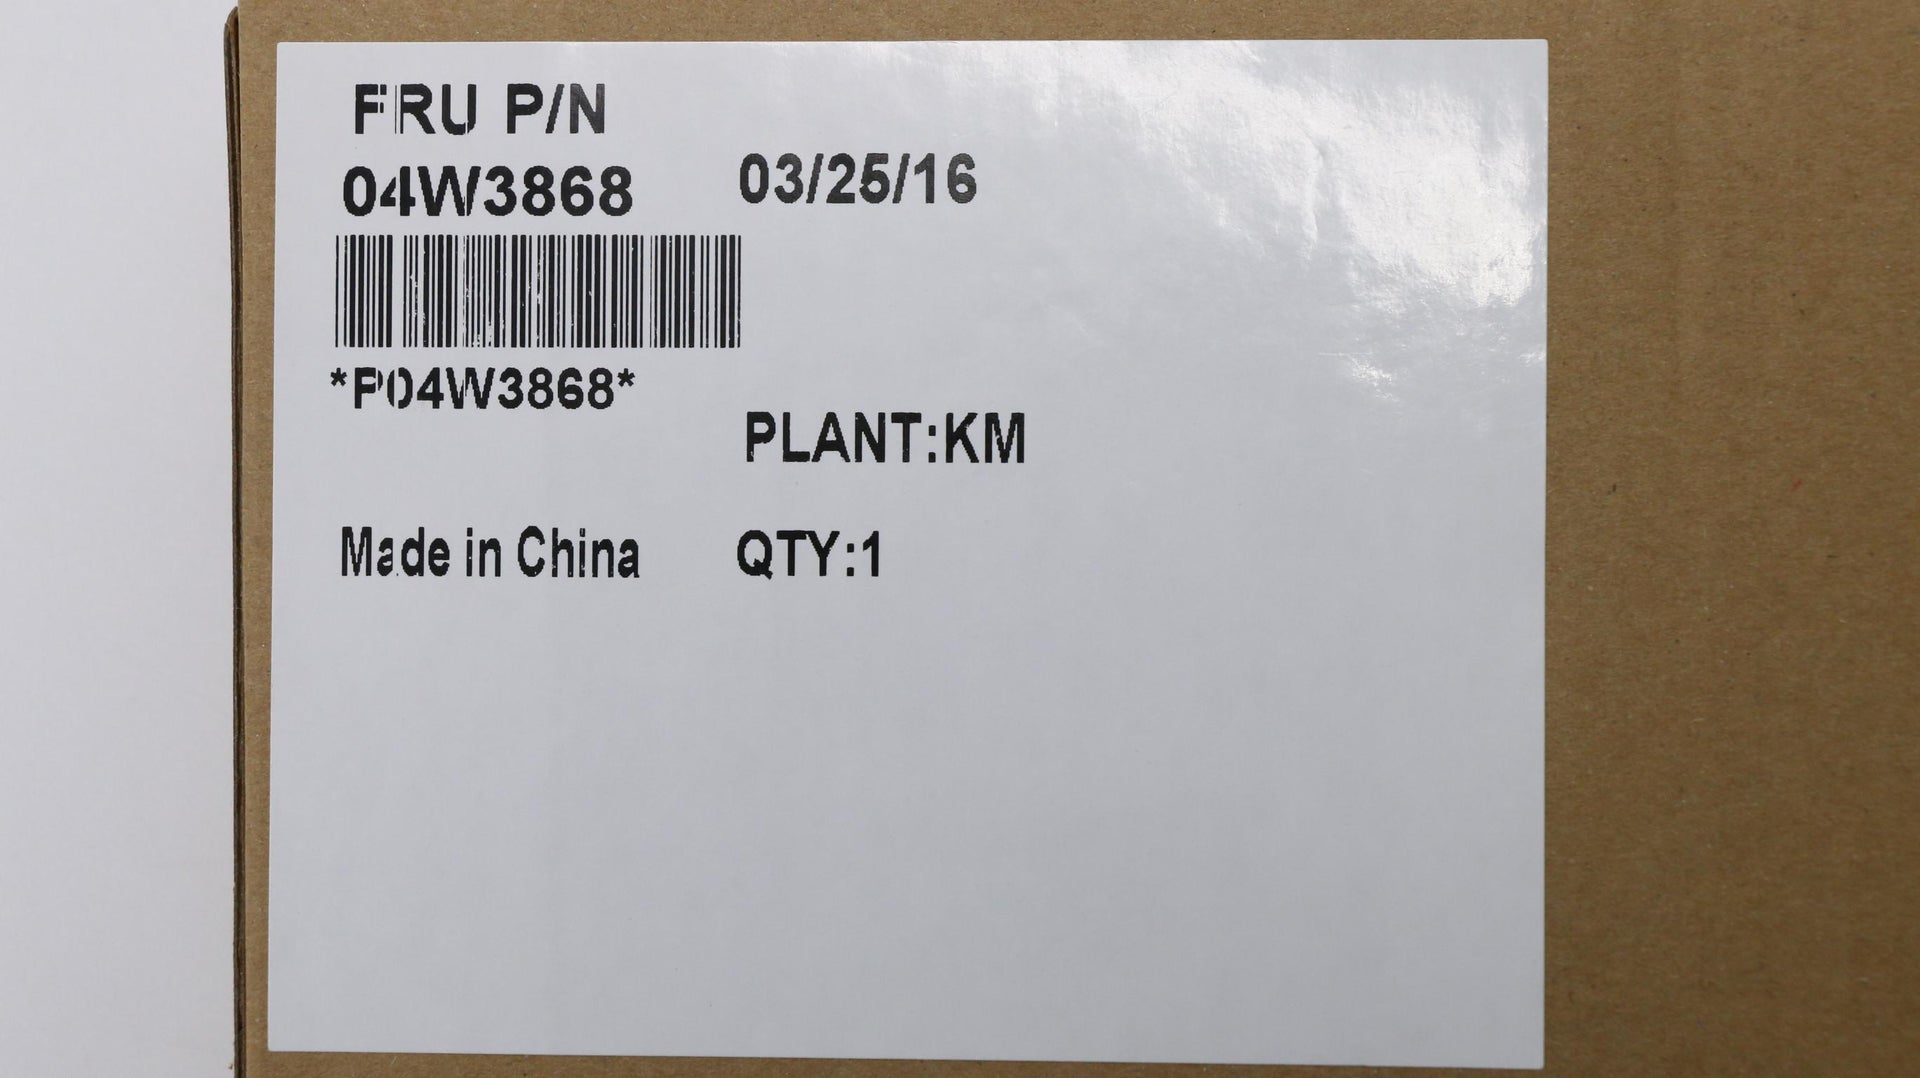 FRU P/N
04W3868
03/25/16
*P04W3868*
PLANT:KM
Made in China
QTY:1